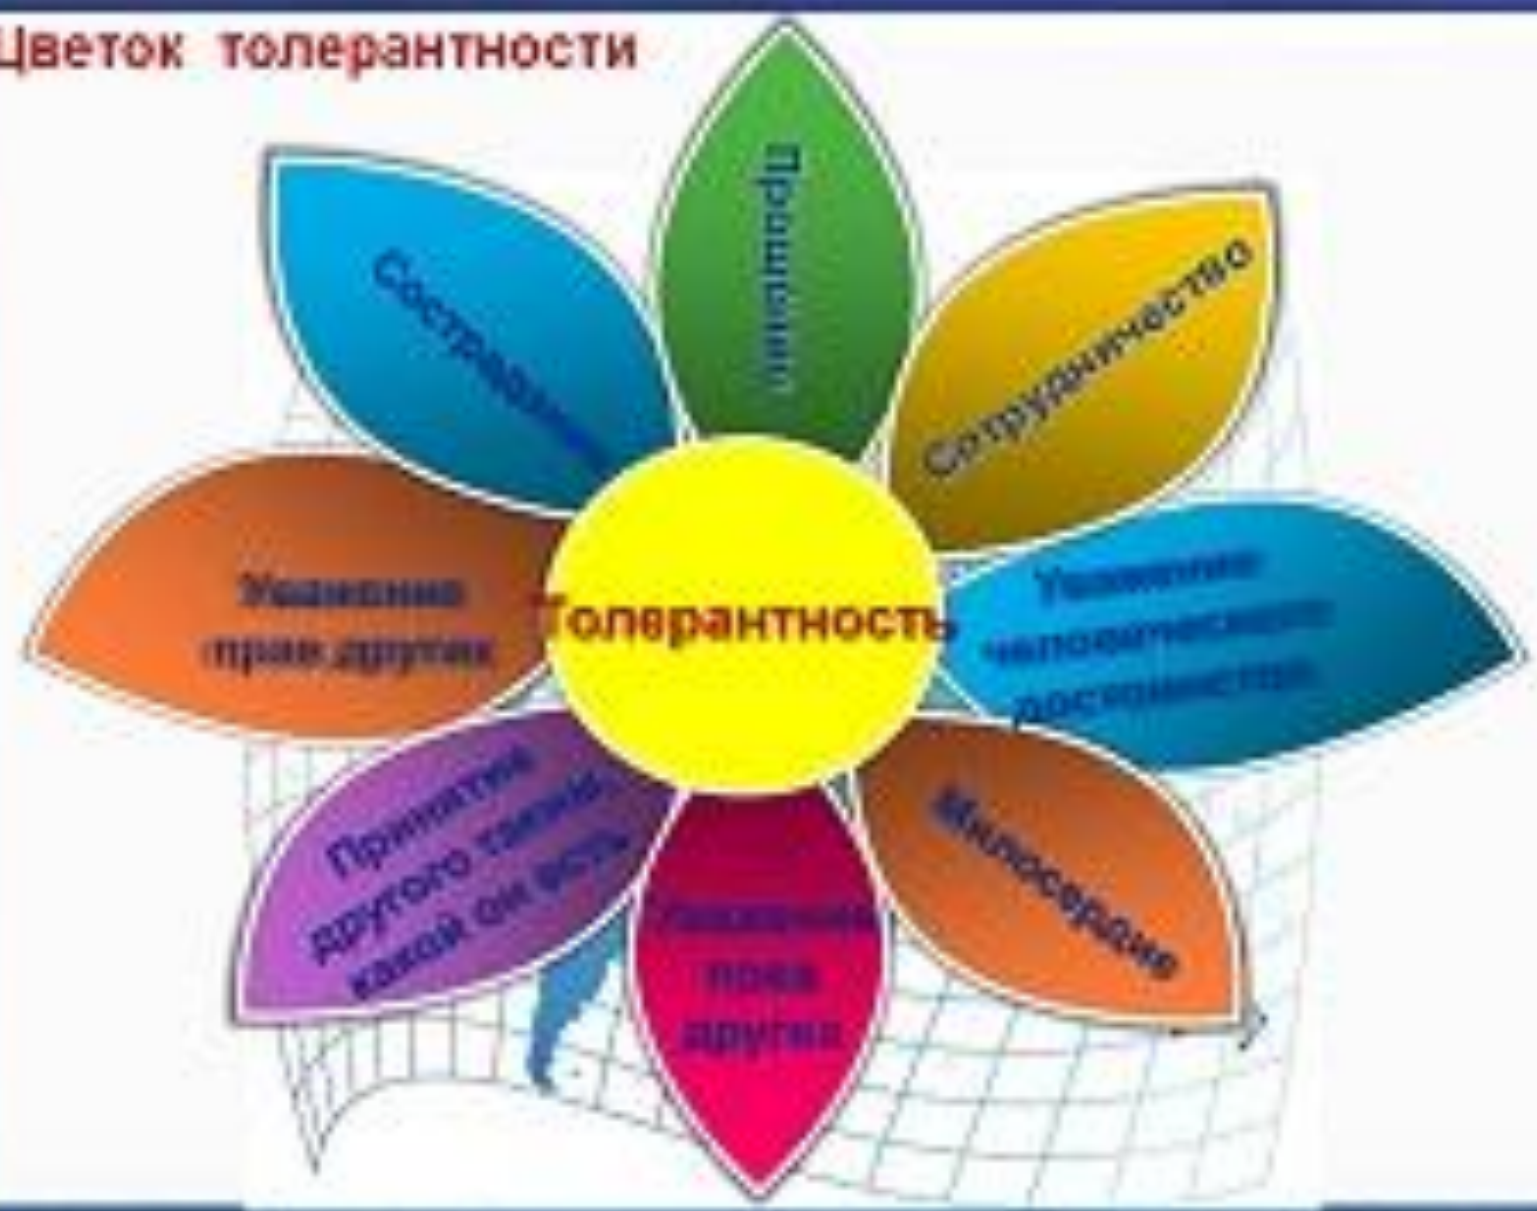 Цветок толерантности
Прощение
Сострадание
Сотрудничество
Уважение
прав других
Толерантность
Уважение
человеческого
достоинства
Принятие
другого таким
какой он есть
Милосердие
других